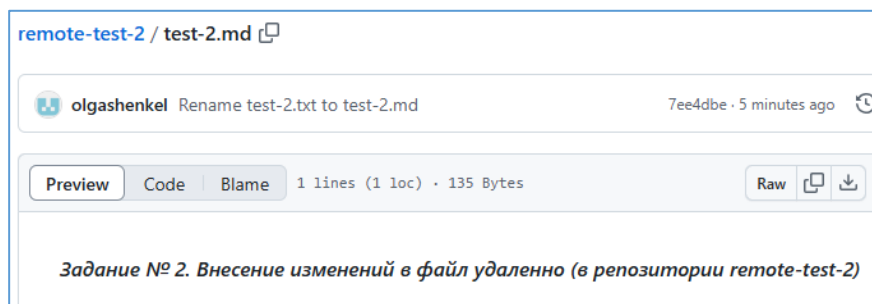 remote-test-2 / test-2.md
olgashenkel Rename test-2.txt to test-2.md 7ee4dbe · 5 minutes ago
Preview Code Blame 1 lines (1 loc) · 135 Bytes Raw
Задание № 2. Внесение изменений в файл удаленно (в репозитории remote-test-2)